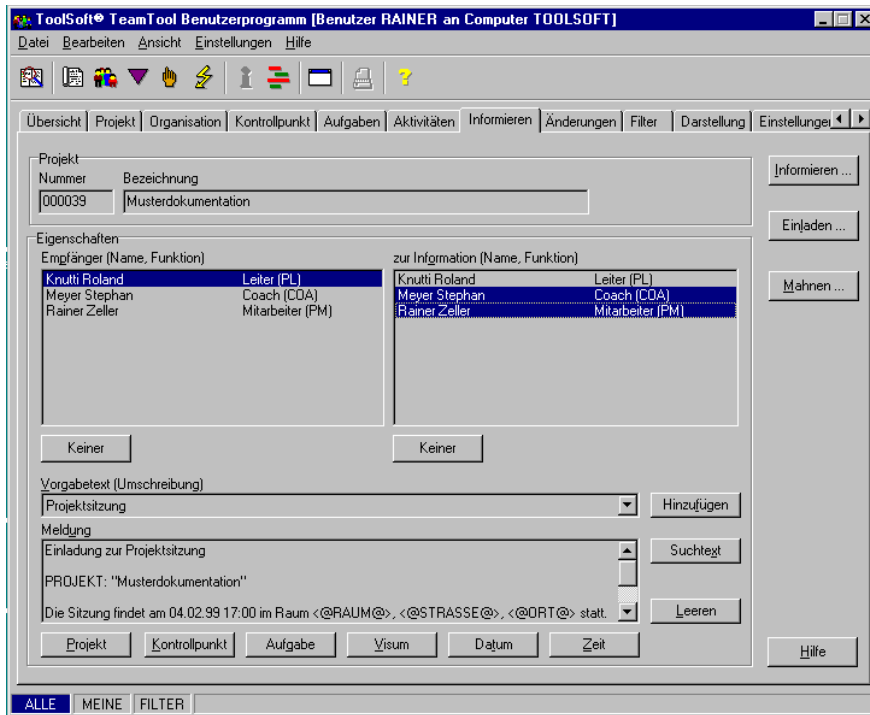 ToolSoft® TeamTool Benutzerprogramm [Benutzer RAINER an Computer TOOLSOFT]
Datei Bearbeiten Ansicht Einstellungen Hilfe
Übersicht Projekt Organisation Kontrollpunkt Aufgaben Aktivitäten Informieren Änderungen Filter Darstellung Einstellungen
Projekt
Nummer Bezeichnung
000039 Musterdokumentation
Informieren ...
Einladen ...
Mahnen ...
Eigenschaften
Empfänger (Name, Funktion) zur Information (Name, Funktion)
Knutti Roland Leiter (PL) Knutti Roland Leiter (PL)
Meyer Stephan Coach (COA) Meyer Stephan Coach (COA)
Rainer Zeller Mitarbeiter (PM) Rainer Zeller Mitarbeiter (PM)
Keiner Keiner
Vorgabetext (Umschreibung)
Projektsitzung Hinzufügen
Meldung
Einladung zur Projektsitzung Suchtext
PROJEKT: "Musterdokumentation"
Die Sitzung findet am 04.02.99 17:00 im Raum <@RAUM@>, <@STRASSE@>, <@ORT@> statt. Leeren
Projekt Kontrollpunkt Aufgabe Visum Datum Zeit Hilfe
ALLE MEINE FILTER